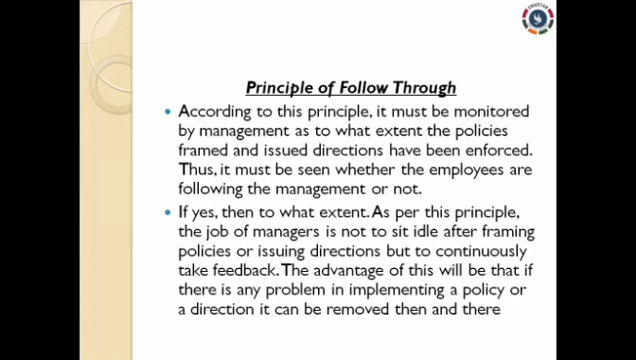 Principle of Follow Through
• According to this principle, it must be monitored
by management as to what extent the policies
framed and issued directions have been enforced.
Thus, it must be seen whether the employees are
following the management or not.
• If yes, then to what extent. As per this principle,
the job of managers is not to sit idle after framing
policies or issuing directions but to continuously
take feedback. The advantage of this will be that if
there is any problem in implementing a policy or
a direction it can be removed then and there